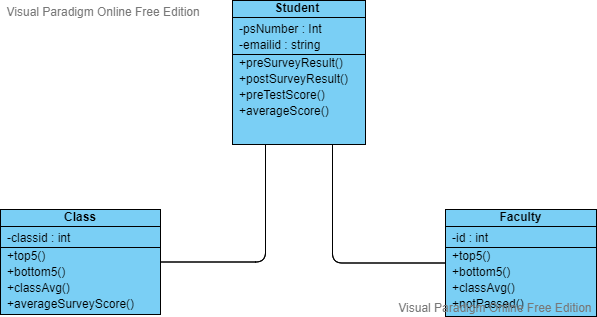 Visual Paradigm Online Free Edition
Student
-psNumber : Int
-emailid : string
+preSurveyResult()
+postSurveyResult()
+preTestScore()
+averageScore()
Class
-classid : int
+top5()
+bottom5()
+classAvg()
+averageSurveyScore()
Faculty
-id : int
+top5()
+bottom5()
+classAvg()
+notPassed()
Visual Paradigm Online Free Edition